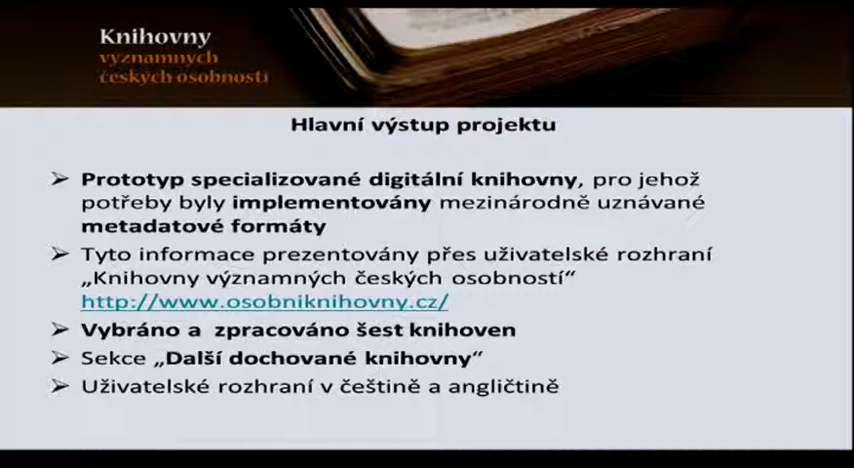 Knihovny
významných
českých osobností
Hlavní výstup projektu
➢ Prototyp specializované digitální knihovny, pro jehož
potřeby byly implementovány mezinárodně uznávané
metadatové formáty
➢ Tyto informace prezentovány přes uživatelské rozhraní
„Knihovny významných českých osobností“
http://www.osobniknihovny.cz/
➢ Vybráno a zpracováno šest knihoven
➢ Sekce „Další dochované knihovny“
➢ Uživatelské rozhraní v češtině a angličtině